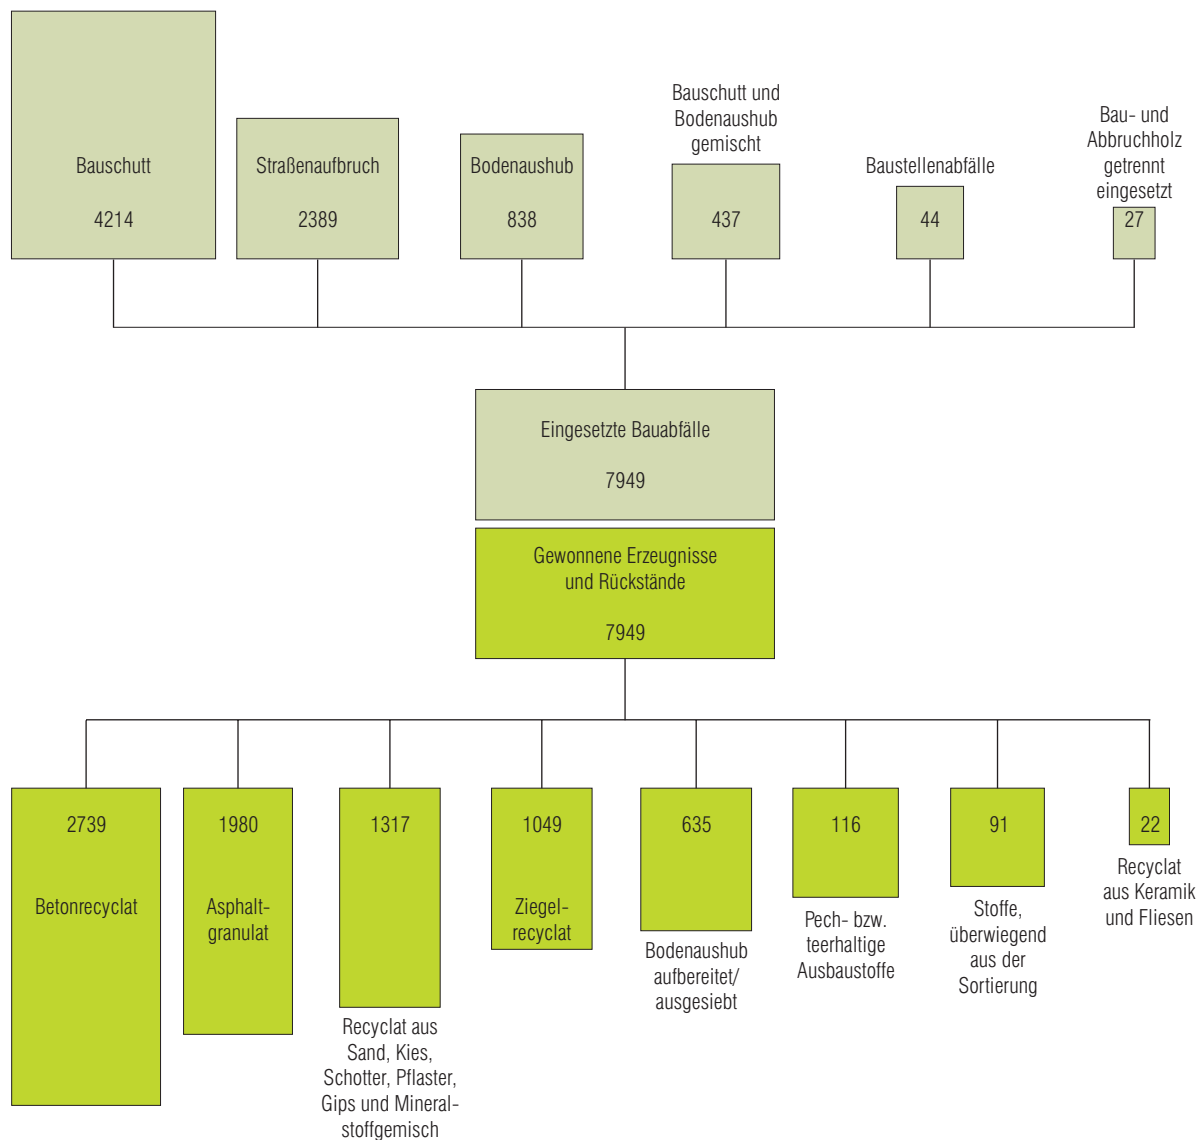 Bauschutt
4214
Straßenaufbruch
2389
Bodenaushub
838
Bauschutt und
Bodenaushub
gemischt
437
Baustellenabfälle
44
Bau- und
Abbruchholz
getrennt
eingesetzt
27
Eingesetzte Bauabfälle
7949
Gewonnene Erzeugnisse
und Rückstände
7949
2739
Betonrecyclat
1980
Asphalt-
granulat
1317
Recyclat aus
Sand, Kies,
Schotter, Pflaster,
Gips und Mineral-
stoffgemisch
1049
Ziegel-
recyclat
635
Bodenaushub
aufbereitet/
ausgesiebt
116
Pech- bzw.
teerhaltige
Ausbaustoffe
91
Stoffe,
überwiegend
aus der
Sortierung
22
Recyclat
aus Keramik
und Fliesen